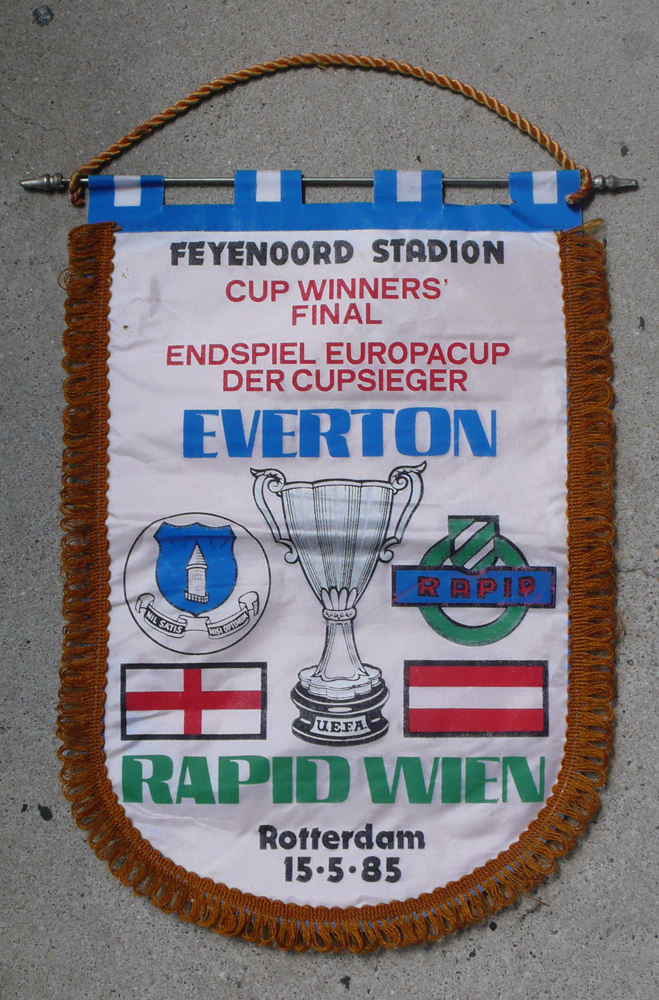 FEYENOORD STADION
CUP WINNERS'
FINAL
ENDSPIEL EUROPACUP
DER CUPSIEGER
EVERTON
NIL SATIS NISI OPTIMUM
RAPID
UEFA
RAPID WIEN
Rotterdam
15·5·85